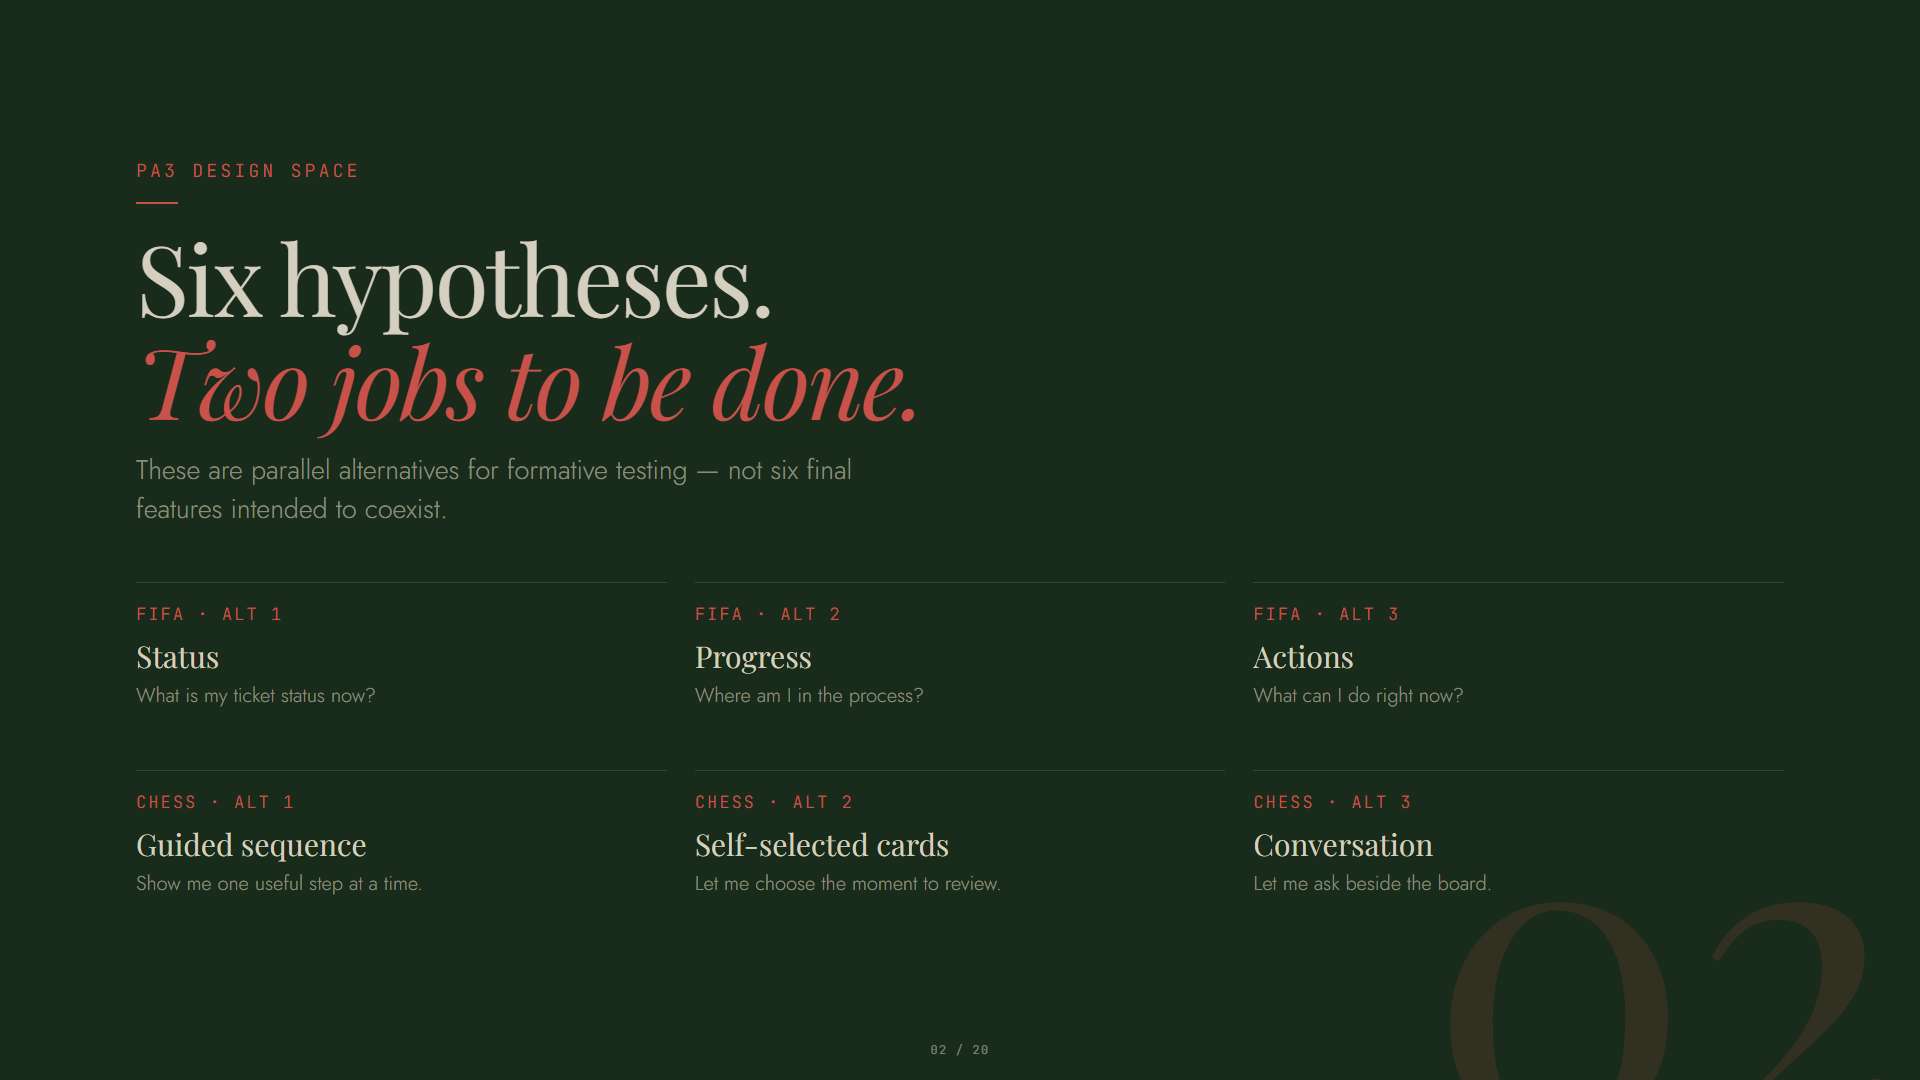 PA3 DESIGN SPACE
Six hypotheses.
Two jobs to be done.
These are parallel alternatives for formative testing — not six final
features intended to coexist.
FIFA · ALT 1
Status
What is my ticket status now?
FIFA · ALT 2
Progress
Where am I in the process?
FIFA · ALT 3
Actions
What can I do right now?
CHESS · ALT 1
Guided sequence
Show me one useful step at a time.
CHESS · ALT 2
Self-selected cards
Let me choose the moment to review.
CHESS · ALT 3
Conversation
Let me ask beside the board.
02
02 / 20